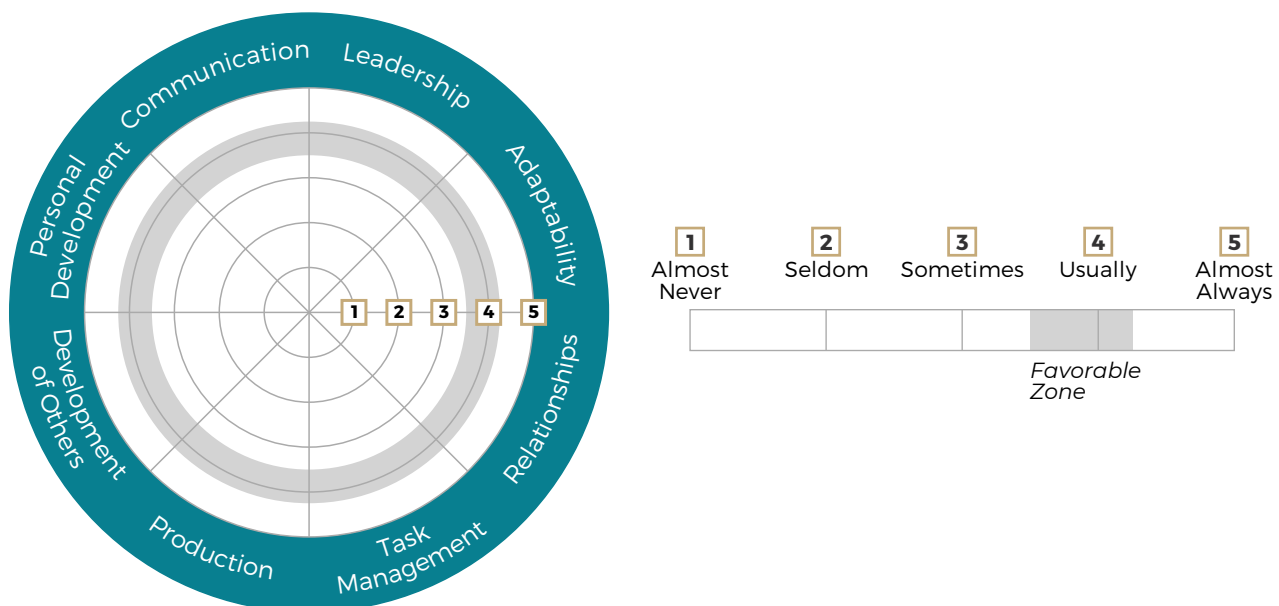 Communication
Leadership
Adaptability
Relationships
Task
Management
Production
Development
of Others
Personal
Development
1 2 3 4 5
1 2 3 4 5
Almost
Never
Seldom
Sometimes
Usually
Almost
Always
Favorable
Zone